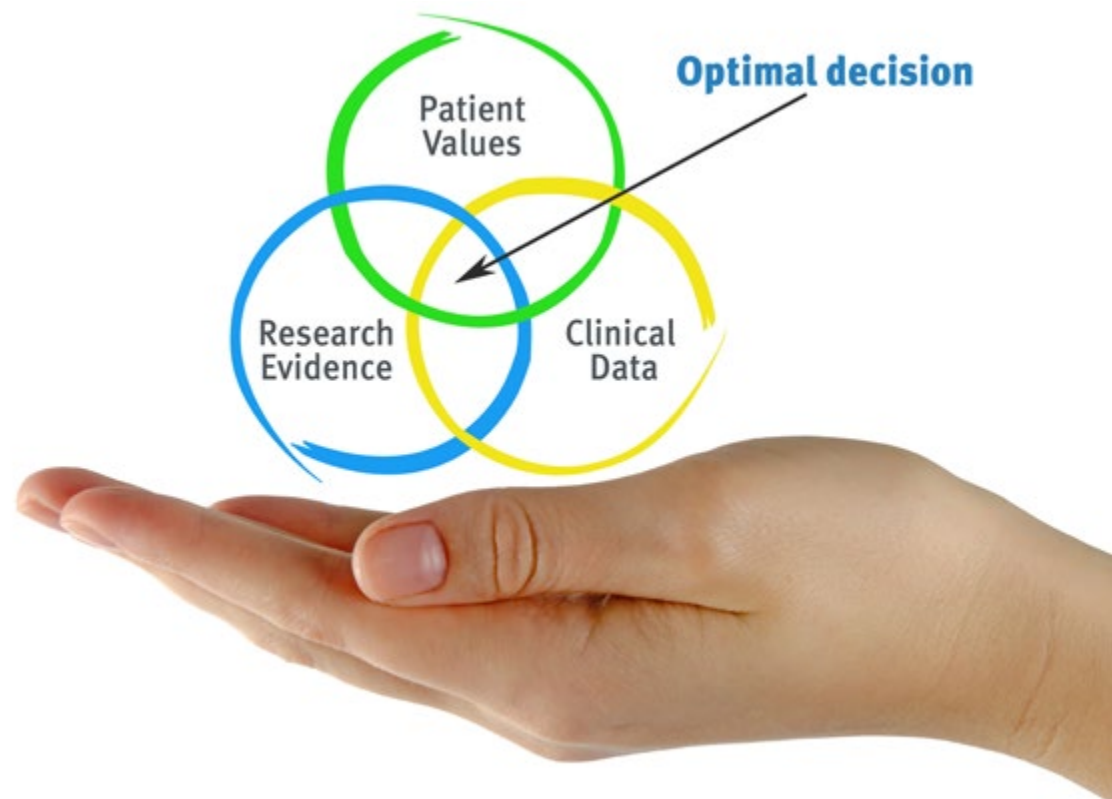 Optimal decision
Patient
Values
Research
Evidence
Clinical
Data